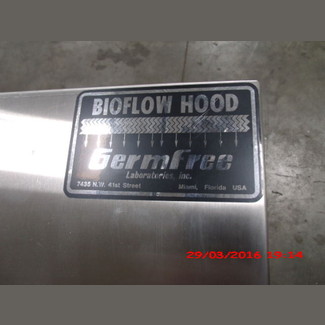 BIOFLOW HOOD
GermFree
Laboratories, Inc.
7435 N.W. 41st Street Miami, Florida USA
29/03/2016